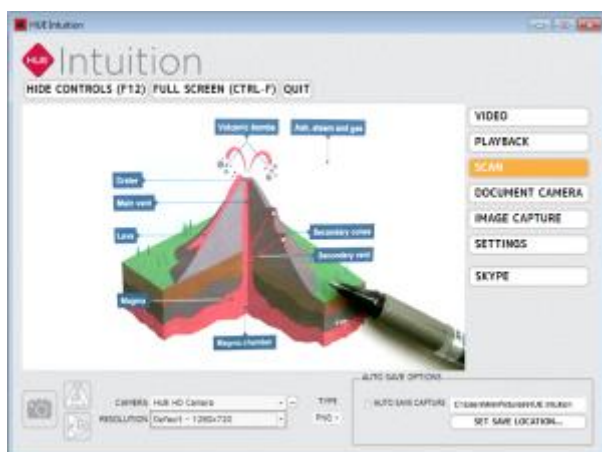 HUE Intuition
HUE Intuition
HIDE CONTROLS (F12) FULL SCREEN (CTRL-F) QUIT
Volcanic bombs
Ash, steam and gas
Crater
Main vent
Lava
Secondary cones
Secondary vent
Magma
Magma chamber
VIDEO
PLAYBACK
SCAN
DOCUMENT CAMERA
IMAGE CAPTURE
SETTINGS
SKYPE
CAMERA: HUE HD Camera
RESOLUTION: Default - 1280x720
TYPE
PNG
AUTO SAVE OPTIONS
AUTO SAVE CAPTURE
SET SAVE LOCATION...